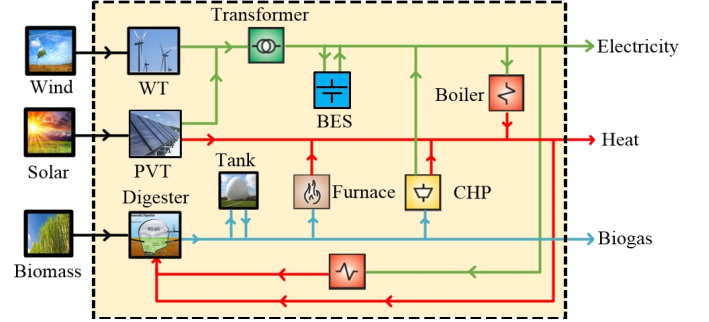 Transformer
Electricity
Wind
WT
Boiler
BES
Heat
Solar
PVT
Tank
Furnace
CHP
Digester
Biogas
Biomass